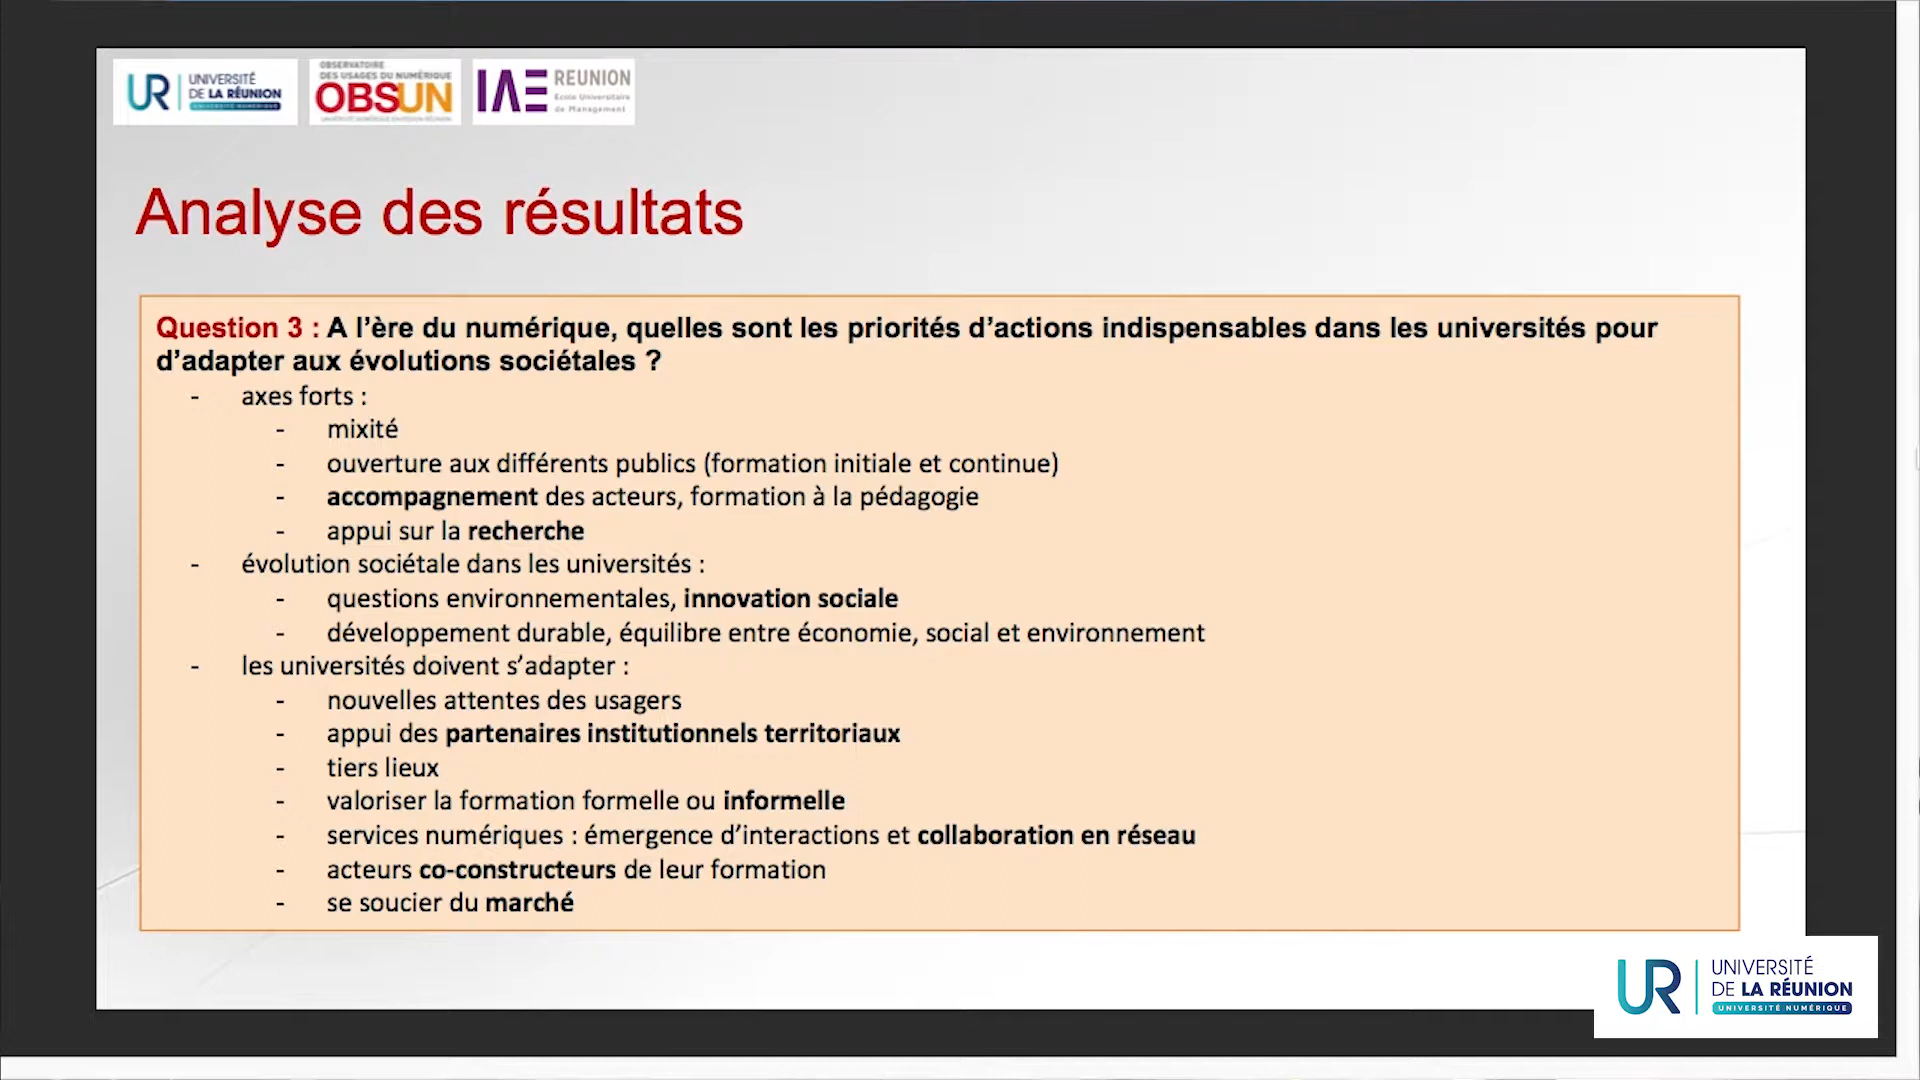 UR UNIVERSITÉ
DE LA RÉUNION
UNIVERSITÉ NUMÉRIQUE
OBSERVATOIRE
DES USAGES DU NUMÉRIQUE
OBSUN
IAE REUNION
Ecole Universitaire
de Management
Analyse des résultats
Question 3 : A l'ère du numérique, quelles sont les priorités d'actions indispensables dans les universités pour
d'adapter aux évolutions sociétales ?
- axes forts :
- mixité
- ouverture aux différents publics (formation initiale et continue)
- accompagnement des acteurs, formation à la pédagogie
- appui sur la recherche
- évolution sociétale dans les universités :
- questions environnementales, innovation sociale
- développement durable, équilibre entre économie, social et environnement
- les universités doivent s'adapter :
- nouvelles attentes des usagers
- appui des partenaires institutionnels territoriaux
- tiers lieux
- valoriser la formation formelle ou informelle
- services numériques : émergence d'interactions et collaboration en réseau
- acteurs co-constructeurs de leur formation
- se soucier du marché
UR UNIVERSITÉ
DE LA RÉUNION
UNIVERSITÉ NUMÉRIQUE